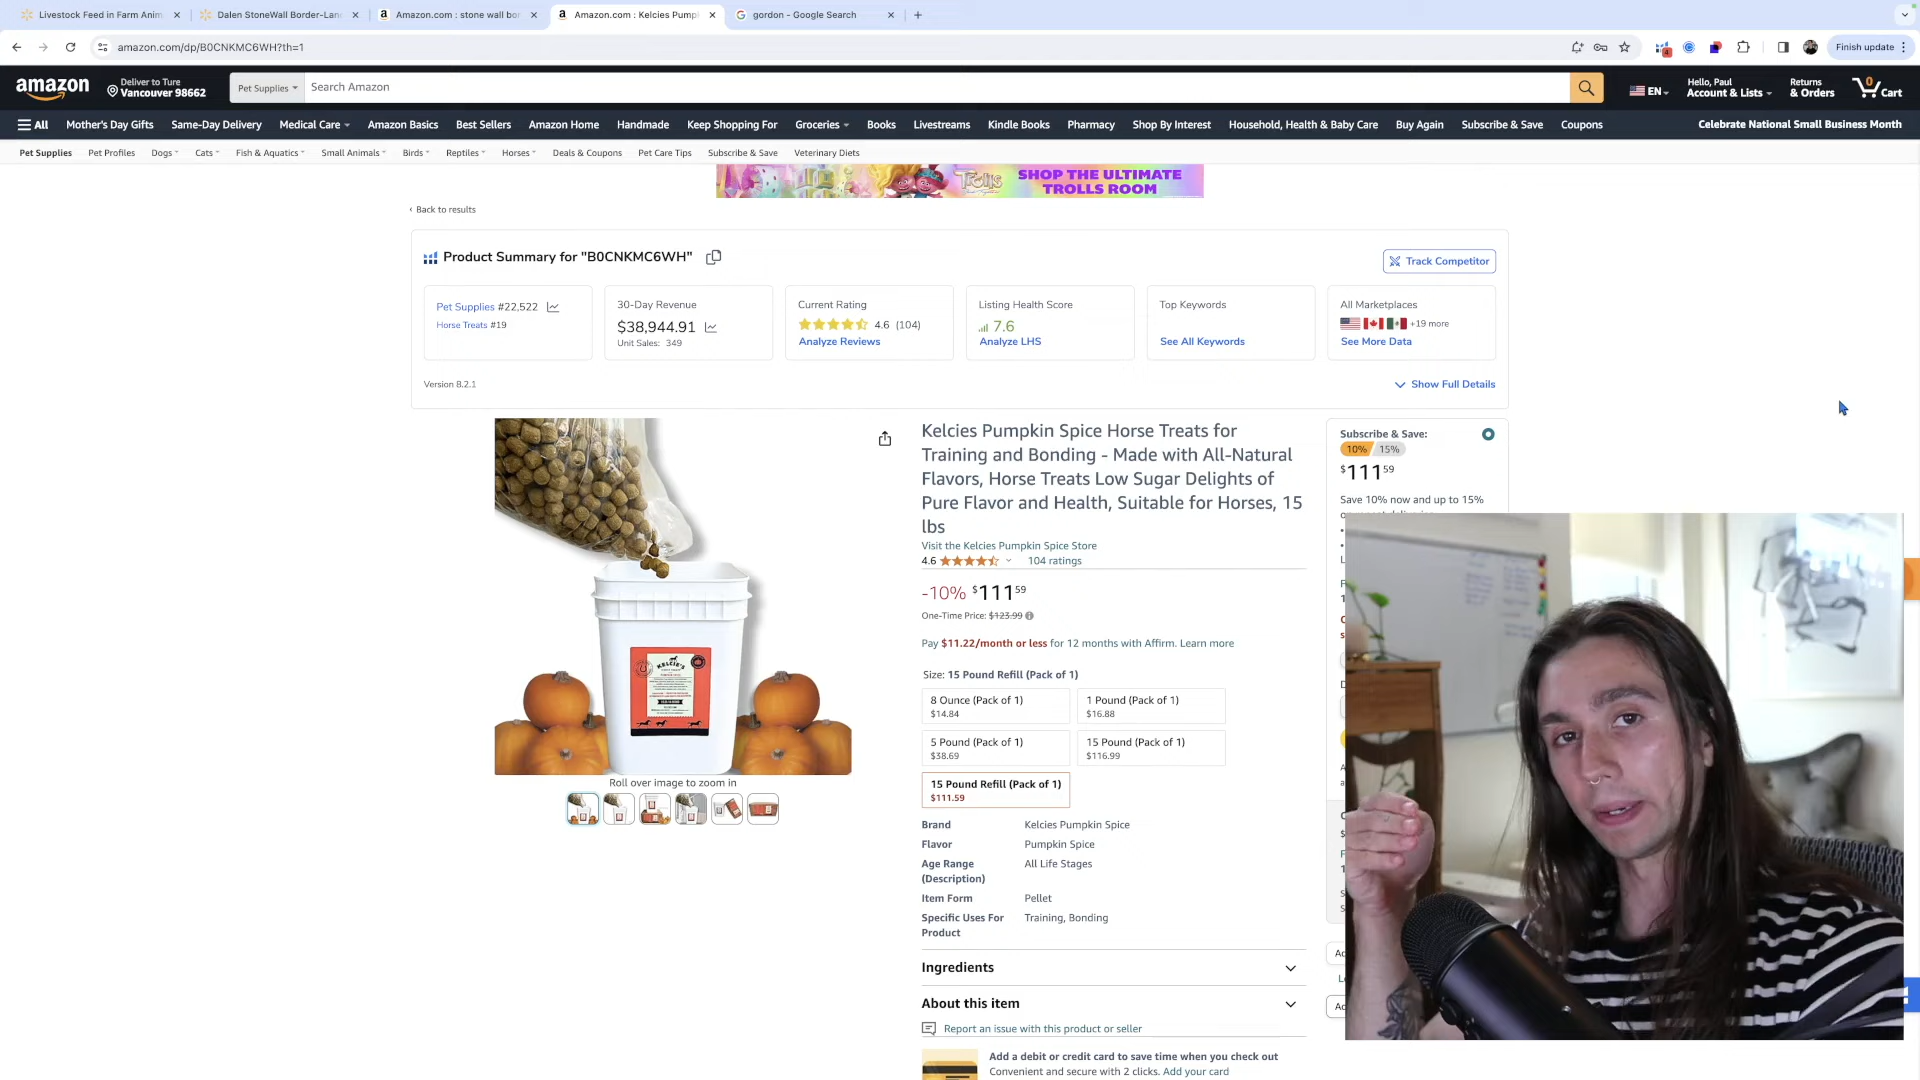 Livestock Feed in Farm Anim
Dalen StoneWall Border-Lan
Amazon.com : stone wall bor
Amazon.com : Kelcies Pumpl
gordon - Google Search
amazon.com/dp/B0CNKMC6WH?th=1
4
Finish update
amazon
Deliver to Ture
Vancouver 98662
Pet Supplies
Search Amazon
EN
Hello, Paul
Account & Lists
Returns
& Orders
0
Cart
All
Mother's Day Gifts
Same-Day Delivery
Medical Care
Amazon Basics
Best Sellers
Amazon Home
Handmade
Keep Shopping For
Groceries
Books
Livestreams
Kindle Books
Pharmacy
Shop By Interest
Household, Health & Baby Care
Buy Again
Subscribe & Save
Coupons
Celebrate National Small Business Month
Pet Supplies
Pet Profiles
Dogs
Cats
Fish & Aquatics
Small Animals
Birds
Reptiles
Horses
Deals & Coupons
Pet Care Tips
Subscribe & Save
Veterinary Diets
Trolls
SHOP THE ULTIMATE
TROLLS ROOM
‹ Back to results
Product Summary for "B0CNKMC6WH"
Track Competitor
Pet Supplies #22,522
Horse Treats #19
30-Day Revenue
$38,944.91
Unit Sales: 349
Current Rating
4.6 (104)
Analyze Reviews
Listing Health Score
7.6
Analyze LHS
Top Keywords
See All Keywords
All Marketplaces
+19 more
See More Data
Version 8.2.1
Show Full Details
KELCIE'S
Roll over image to zoom in
Kelcies Pumpkin Spice Horse Treats for
Training and Bonding - Made with All-Natural
Flavors, Horse Treats Low Sugar Delights of
Pure Flavor and Health, Suitable for Horses, 15
lbs
Visit the Kelcies Pumpkin Spice Store
4.6
104 ratings
-10% $111 59
One-Time Price: $123.99
Pay $11.22/month or less for 12 months with Affirm. Learn more
Size: 15 Pound Refill (Pack of 1)
8 Ounce (Pack of 1)
$14.84
1 Pound (Pack of 1)
$16.88
5 Pound (Pack of 1)
$38.69
15 Pound (Pack of 1)
$116.99
15 Pound Refill (Pack of 1)
$111.59
Brand Kelcies Pumpkin Spice
Flavor Pumpkin Spice
Age Range All Life Stages
(Description)
Item Form Pellet
Specific Uses For Training, Bonding
Product
Ingredients
About this item
Report an issue with this product or seller
Add a debit or credit card to save time when you check out
Convenient and secure with 2 clicks. Add your card
Subscribe & Save:
10% 15%
$111 59
Save 10% now and up to 15%